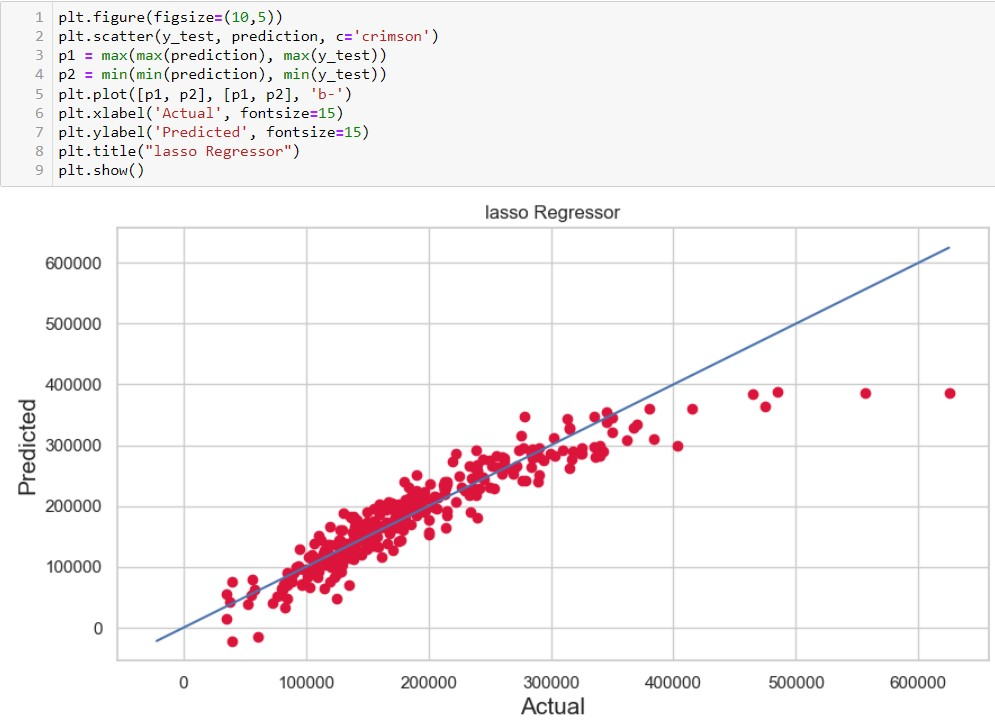 1 plt.figure(figsize=(10,5))
2 plt.scatter(y_test, prediction, c='crimson')
3 p1 = max(max(prediction), max(y_test))
4 p2 = min(min(prediction), min(y_test))
5 plt.plot([p1, p2], [p1, p2], 'b-')
6 plt.xlabel('Actual', fontsize=15)
7 plt.ylabel('Predicted', fontsize=15)
8 plt.title("lasso Regressor")
9 plt.show()
lasso Regressor
600000
500000
400000
300000
200000
100000
0
Predicted
0 100000 200000 300000 400000 500000 600000
Actual